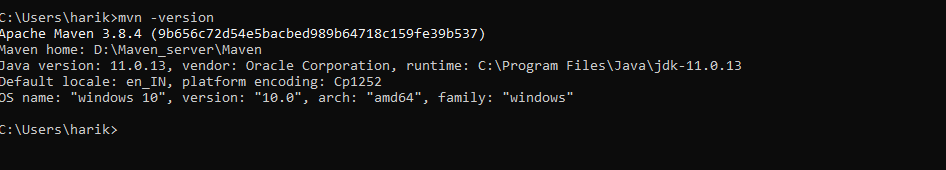 C:\Users\harik>mvn -version
Apache Maven 3.8.4 (9b656c72d54e5bacbed989b64718c159fe39b537)
Maven home: D:\Maven_server\Maven
Java version: 11.0.13, vendor: Oracle Corporation, runtime: C:\Program Files\Java\jdk-11.0.13
Default locale: en_IN, platform encoding: Cp1252
OS name: "windows 10", version: "10.0", arch: "amd64", family: "windows"
C:\Users\harik>